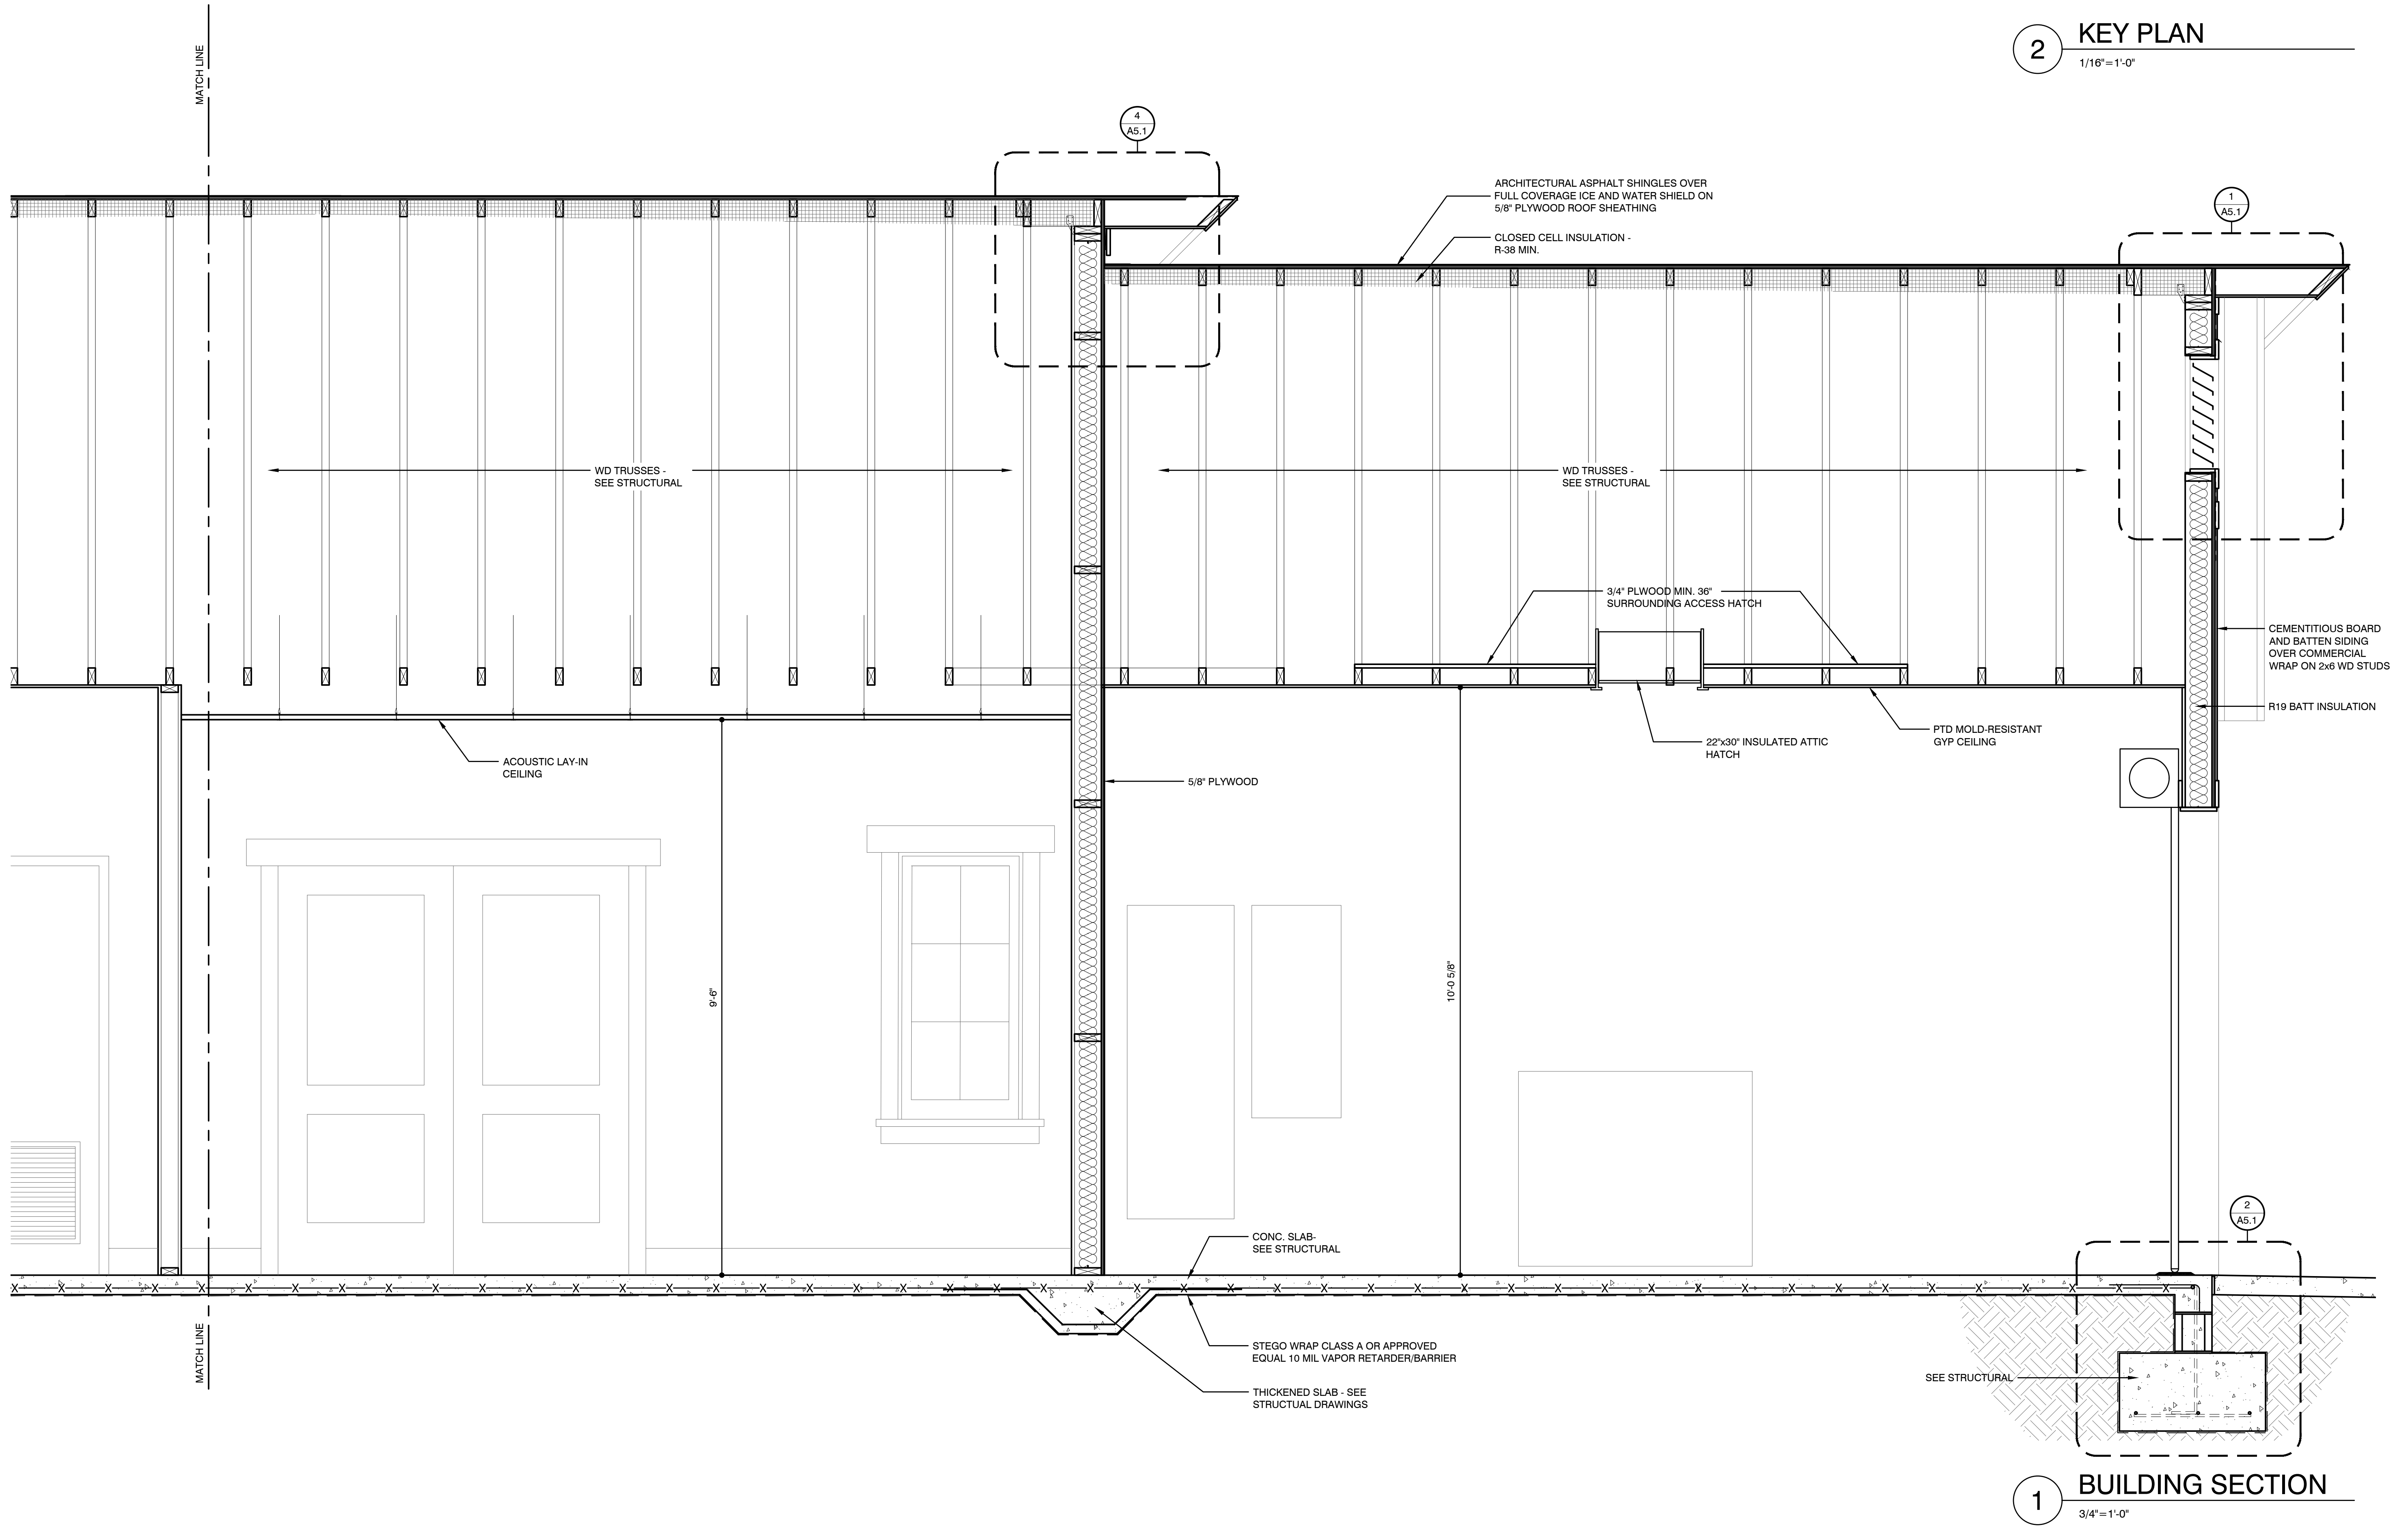 2
KEY PLAN
1/16"=1'-0"
MATCH LINE
4
A5.1
ARCHITECTURAL ASPHALT SHINGLES OVER
FULL COVERAGE ICE AND WATER SHIELD ON
5/8" PLYWOOD ROOF SHEATHING
CLOSED CELL INSULATION -
R-38 MIN.
1
A5.1
WD TRUSSES -
SEE STRUCTURAL
WD TRUSSES -
SEE STRUCTURAL
3/4" PLWOOD MIN. 36"
SURROUNDING ACCESS HATCH
CEMENTITIOUS BOARD
AND BATTEN SIDING
OVER COMMERCIAL
WRAP ON 2x6 WD STUDS
R19 BATT INSULATION
PTD MOLD-RESISTANT
GYP CEILING
22"x30" INSULATED ATTIC
HATCH
ACOUSTIC LAY-IN
CEILING
5/8" PLYWOOD
9'-6"
10'-0 5/8"
2
A5.1
CONC. SLAB-
SEE STRUCTURAL
MATCH LINE
STEGO WRAP CLASS A OR APPROVED
EQUAL 10 MIL VAPOR RETARDER/BARRIER
SEE STRUCTURAL
THICKENED SLAB - SEE
STRUCTUAL DRAWINGS
1
BUILDING SECTION
3/4"=1'-0"